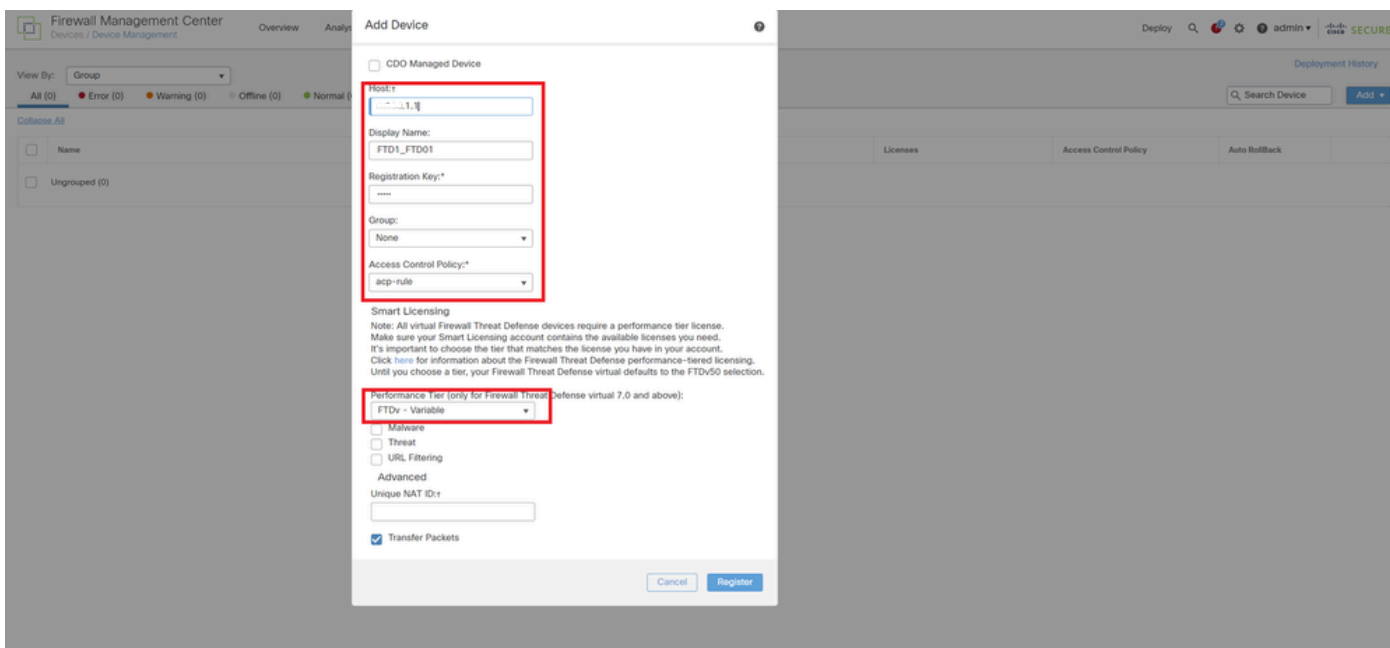 Firewall Management Center
Devices / Device Management
Overview
Analys
Deploy
admin
cisco SECURE
View By:
Group
Deployment History
All (0)
Error (0)
Warning (0)
Offline (0)
Normal (
Search Device
Add
Collapse All
Name
Licenses
Access Control Policy
Auto RollBack
Ungrouped (0)
Add Device
CDO Managed Device
Host:†
.1.1
Display Name:
FTD1_FTD01
Registration Key:*
.....
Group:
None
Access Control Policy:*
acp-rule
Smart Licensing
Note: All virtual Firewall Threat Defense devices require a performance tier license.
Make sure your Smart Licensing account contains the available licenses you need.
It's important to choose the tier that matches the license you have in your account.
Click here for information about the Firewall Threat Defense performance-tiered licensing.
Until you choose a tier, your Firewall Threat Defense virtual defaults to the FTDv50 selection.
Performance Tier (only for Firewall Threat Defense virtual 7.0 and above):
FTDv - Variable
Malware
Threat
URL Filtering
Advanced
Unique NAT ID:†
Transfer Packets
Cancel
Register